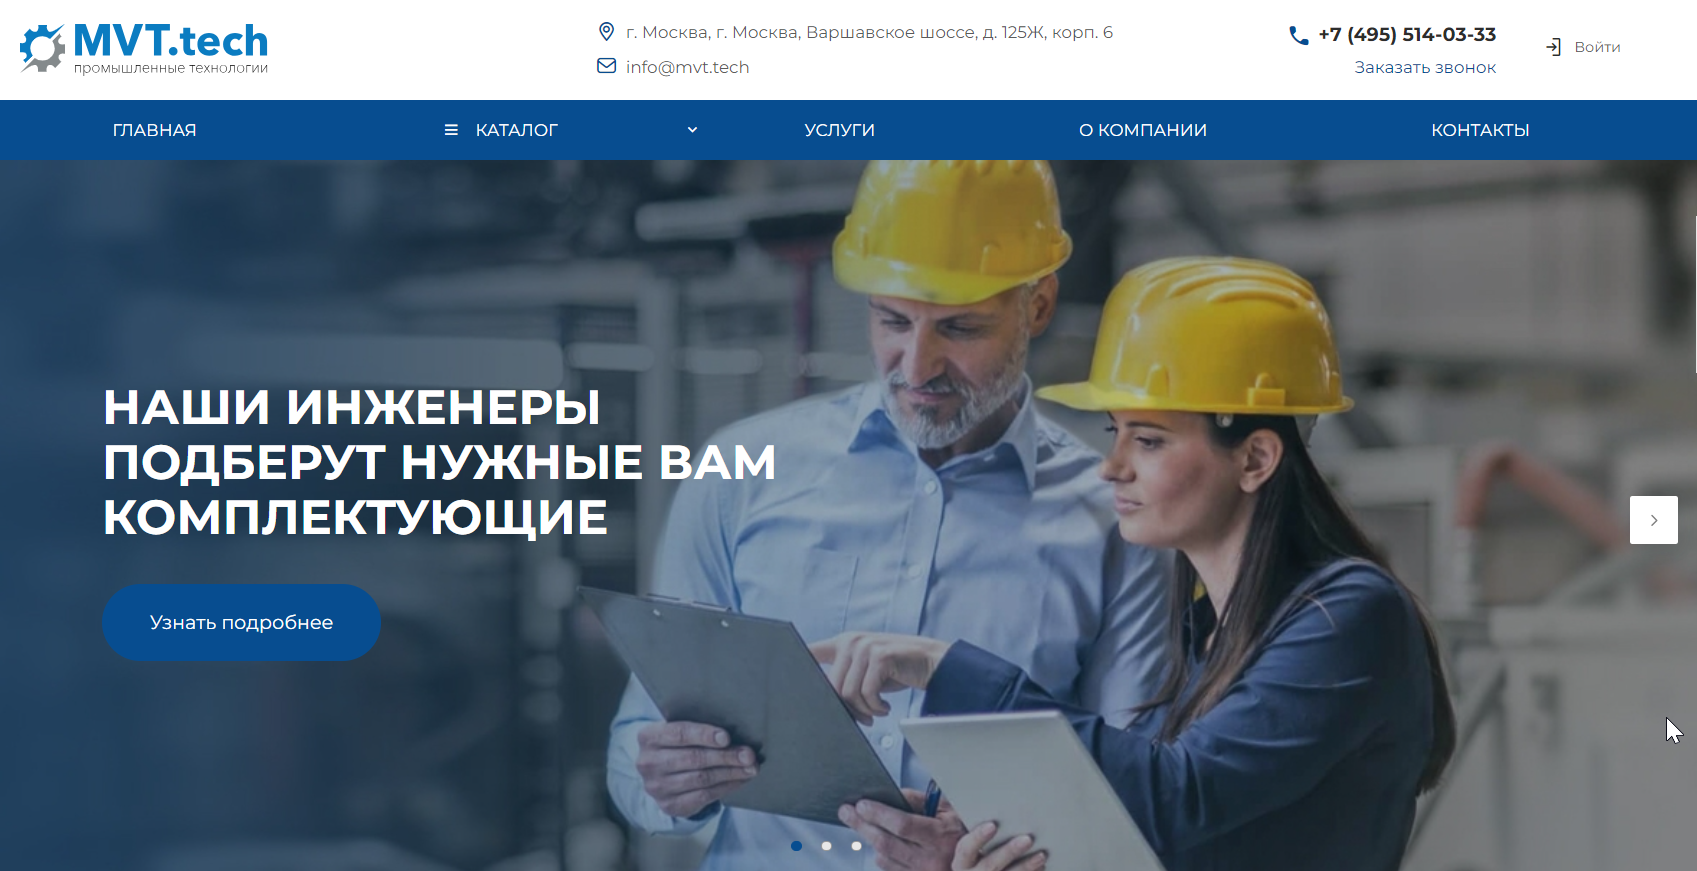 MVT.tech
промышленные технологии
г. Москва, г. Москва, Варшавское шоссе, д. 125Ж, корп. 6
info@mvt.tech
+7 (495) 514-03-33
Заказать звонок
Войти
ГЛАВНАЯ
КАТАЛОГ
УСЛУГИ
О КОМПАНИИ
КОНТАКТЫ
НАШИ ИНЖЕНЕРЫ
ПОДБЕРУТ НУЖНЫЕ ВАМ
КОМПЛЕКТУЮЩИЕ
Узнать подробнее